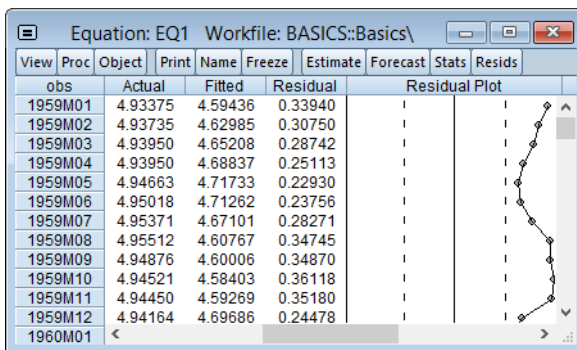 Equation: EQ1 Workfile: BASICS::Basics\
View Proc Object Print Name Freeze Estimate Forecast Stats Resids
obs Actual Fitted Residual Residual Plot
1959M01 4.93375 4.59436 0.33940
1959M02 4.93735 4.62985 0.30750
1959M03 4.93950 4.65208 0.28742
1959M04 4.93950 4.68837 0.25113
1959M05 4.94663 4.71733 0.22930
1959M06 4.95018 4.71262 0.23756
1959M07 4.95371 4.67101 0.28271
1959M08 4.95512 4.60767 0.34745
1959M09 4.94876 4.60006 0.34870
1959M10 4.94521 4.58403 0.36118
1959M11 4.94450 4.59269 0.35180
1959M12 4.94164 4.69686 0.24478
1960M01